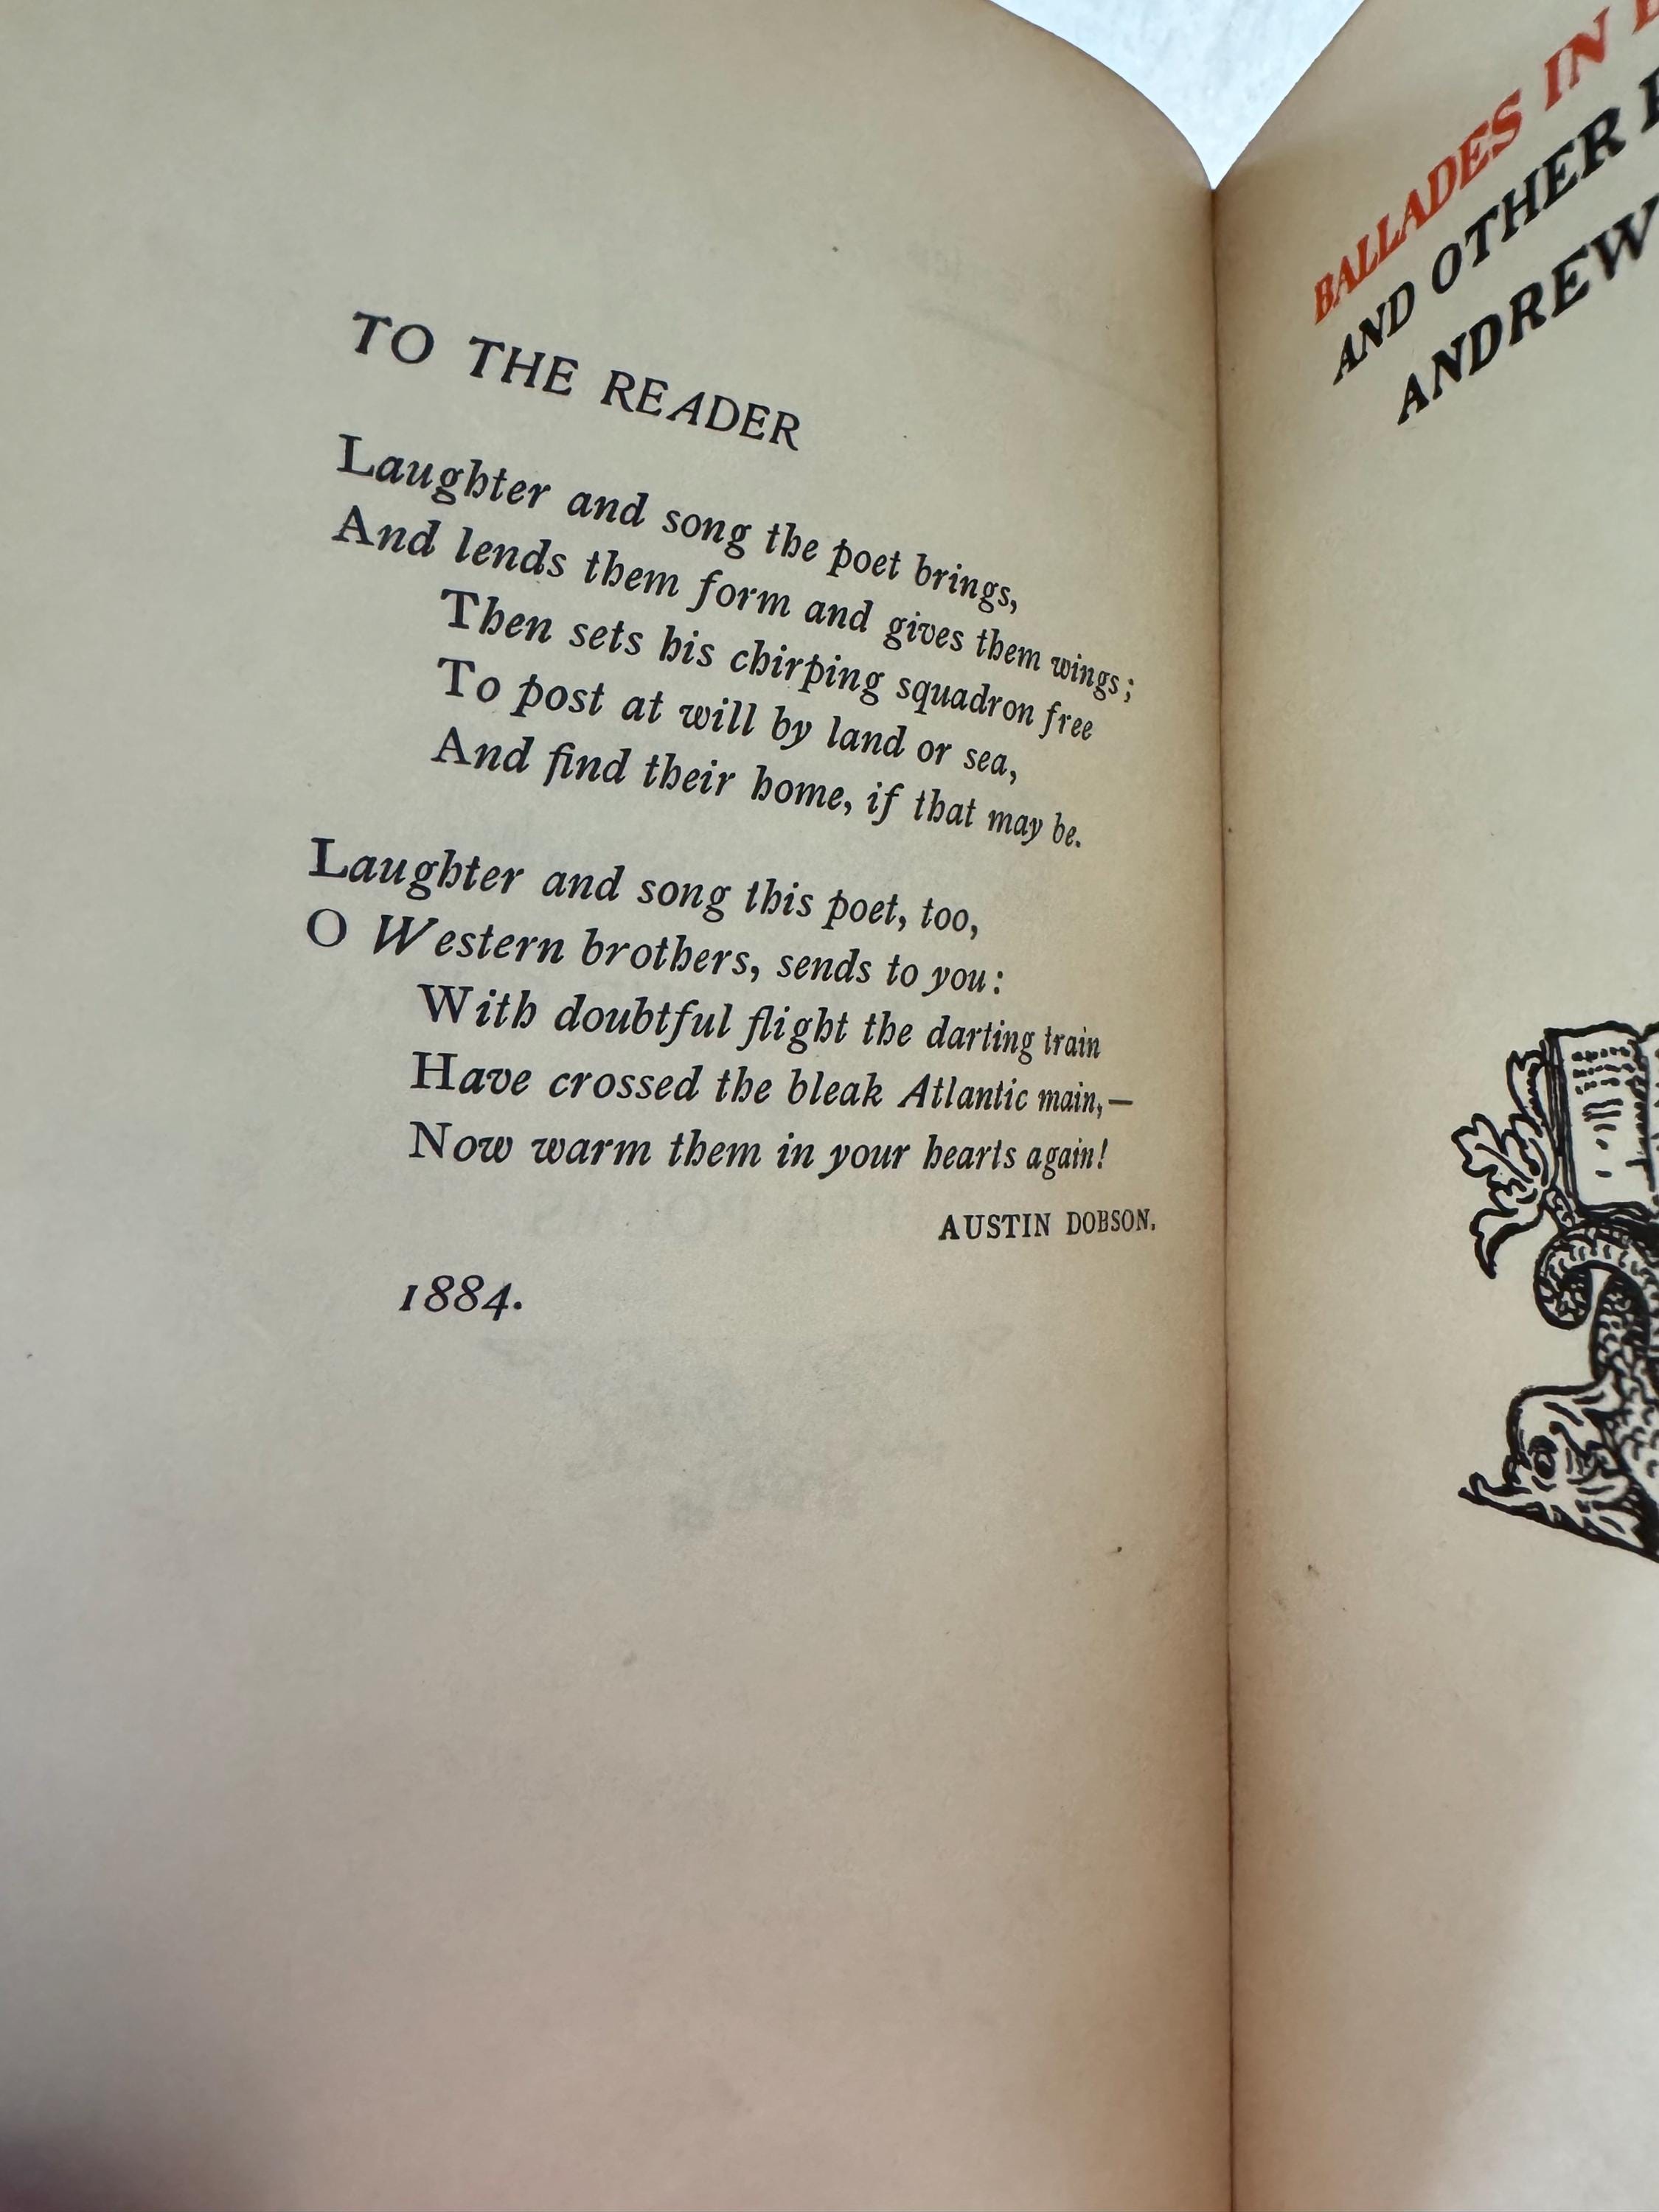 TO THE READER
Laughter and song the poet brings,
And lends them form and gives them wings;
Then sets his chirping squadron free
To post at will by land or sea,
And find their home, if that may be.
Laughter and song this poet, too,
O Western brothers, sends to you:
With doubtful flight the darting train
Have crossed the bleak Atlantic main,—
Now warm them in your hearts again!
AUSTIN DOBSON.
1884.
BALLADES IN
AND OTHER
ANDREW